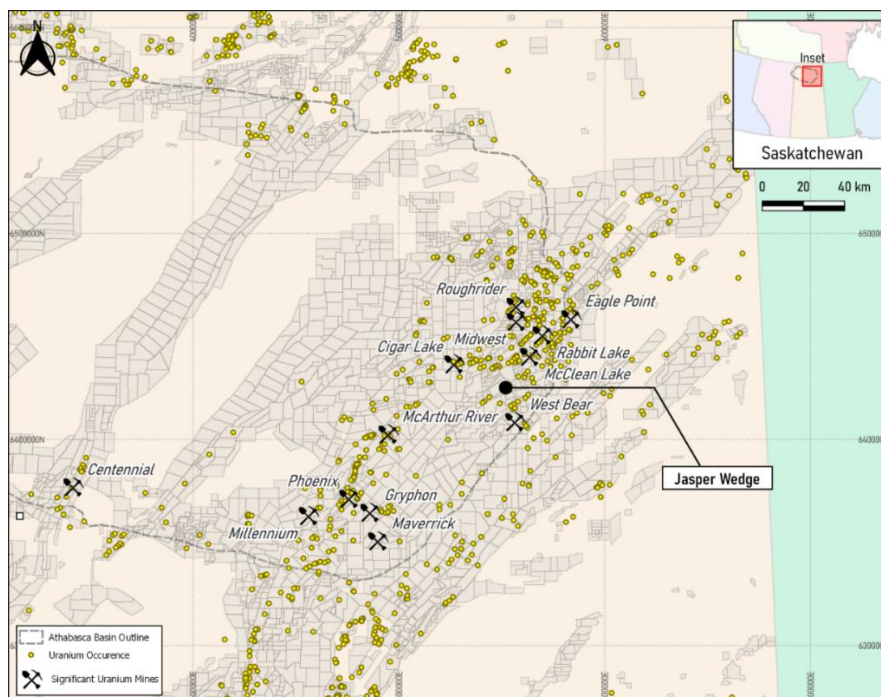 N
Inset
Saskatchewan
0 20 40 km
6500000N
Roughrider
Eagle Point
Midwest
Cigar Lake
Rabbit Lake
McClean Lake
McArthur River
West Bear
6400000N
Centennial
Jasper Wedge
Phoenix
Gryphon
Millennium
Maverrick
Athabasca Basin Outline
Uranium Occurence
Significant Uranium Mines